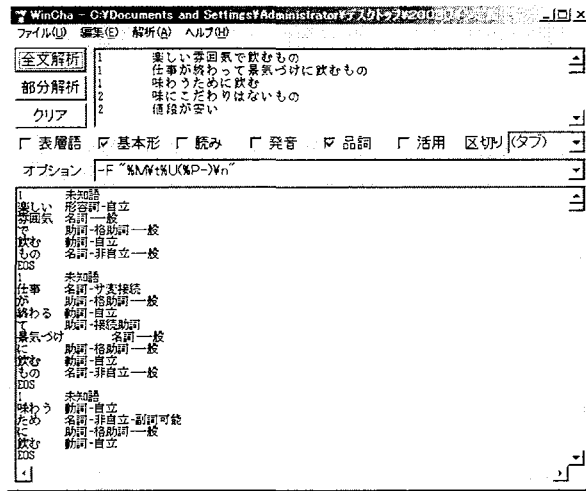 WinCha - C:¥Documents and Settings¥Administrator¥デスクトップ¥2003
ファイル(U) 編集(E) 解析(A) ヘルプ(H)
全文解析
部分解析
クリア
1 楽しい雰囲気で飲むもの
1 仕事が終わって景気づけに飲むもの
1 味わうために飲む
2 味にこだわりはないもの
2 値段が安い
表層語 基本形 読み 発音 品詞 活用 区切り (タブ)
オプション -F "%M¥t%U(%P-)¥n"
1 未知語
楽しい 形容詞-自立
雰囲気 名詞-一般
で 助詞-格助詞-一般
飲む 動詞-自立
もの 名詞-非自立-一般
EOS
1 未知語
仕事 名詞-サ変接続
が 助詞-格助詞-一般
終わる 動詞-自立
て 助詞-接続助詞
景気づけ 名詞-一般
に 助詞-格助詞-一般
飲む 動詞-自立
もの 名詞-非自立-一般
EOS
1 未知語
味わう 動詞-自立
ため 名詞-非自立-副詞可能
に 助詞-格助詞-一般
飲む 動詞-自立
EOS